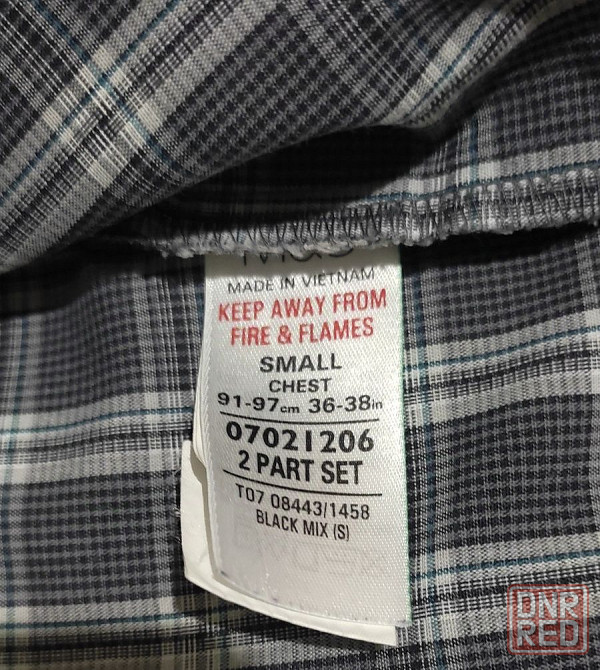 MADE IN VIETNAM
KEEP AWAY FROM
FIRE & FLAMES
SMALL
CHEST
91-97cm 36-38in
07021206
2 PART SET
T07 08443/1458
BLACK MIX (S)
DNR
RED